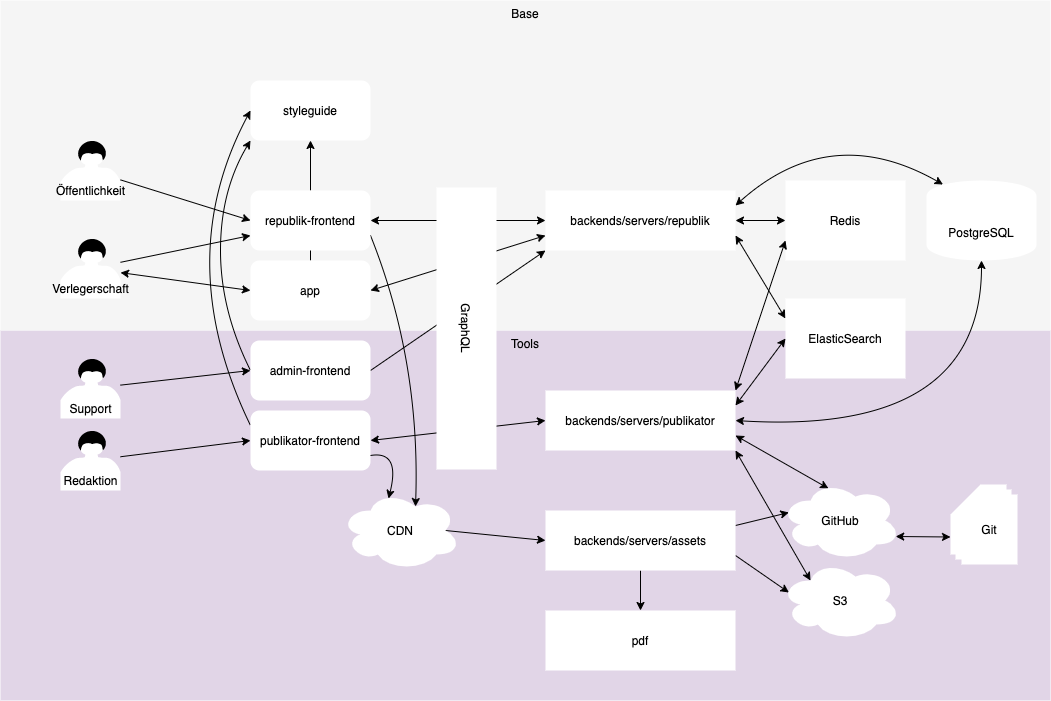 Base
styleguide
Öffentlichkeit
republik-frontend
backends/servers/republik
Redis
PostgreSQL
Verlegerschaft
app
GraphQL
ElasticSearch
Tools
admin-frontend
Support
publikator-frontend
backends/servers/publikator
Redaktion
CDN
backends/servers/assets
GitHub
Git
S3
pdf